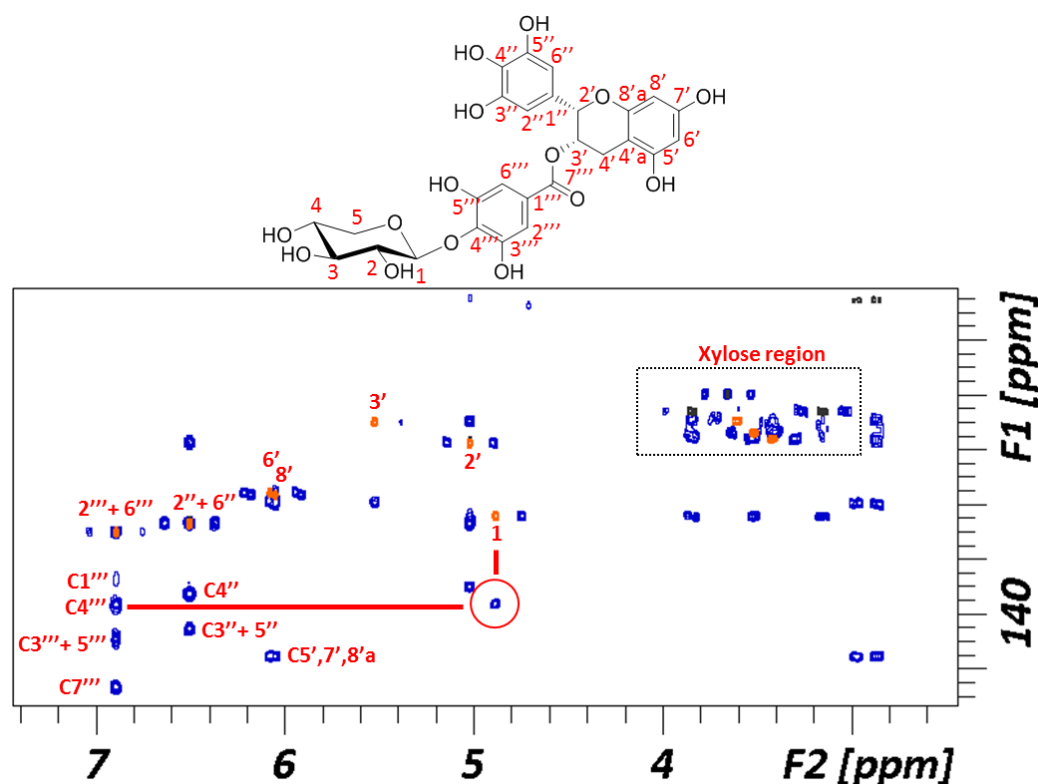 OH
HO
5''
4''
6''
HO
3''
2''
1''
2'
O
8'a
8'
7'
OH
6'
5'
4'a
4'
3'
OH
O
7'''
O
6'''
HO
5'''
1'''
2'''
4'''
3'''
OH
4
5
O
HO
HO
3
2
OH
1
O
Xylose region
3'
2'
6'
8'
2'''+ 6'''
2''+ 6''
1
C1'''
C4''
C4'''
C3'''+ 5'''
C3''+ 5''
C5',7',8'a
C7'''
F1 [ppm]
140
7
6
5
4
F2 [ppm]